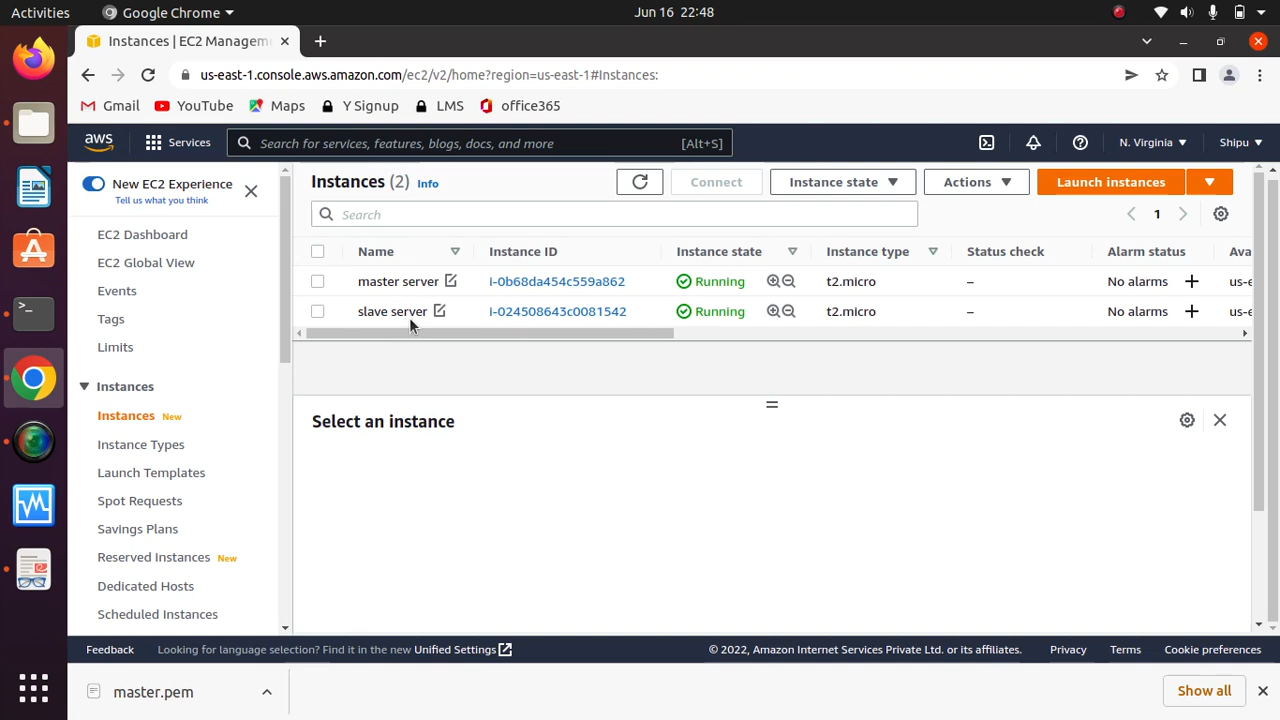 Activities Google Chrome Jun 16 22:48
Instances | EC2 Managem
us-east-1.console.aws.amazon.com/ec2/v2/home?region=us-east-1#Instances:
Gmail YouTube Maps Y Signup LMS office365
aws Services Search for services, features, blogs, docs, and more [Alt+S] N. Virginia Shipu
New EC2 Experience
Tell us what you think
EC2 Dashboard
EC2 Global View
Events
Tags
Limits
Instances
Instances New
Instance Types
Launch Templates
Spot Requests
Savings Plans
Reserved Instances New
Dedicated Hosts
Scheduled Instances
Instances (2) Info Connect Instance state Actions Launch instances
Search 1
Name Instance ID Instance state Instance type Status check Alarm status Ava
master server i-0b68da454c559a862 Running t2.micro – No alarms + us-e
slave server i-024508643c0081542 Running t2.micro – No alarms + us-e
Select an instance
Feedback Looking for language selection? Find it in the new Unified Settings © 2022, Amazon Internet Services Private Ltd. or its affiliates. Privacy Terms Cookie preferences
master.pem Show all